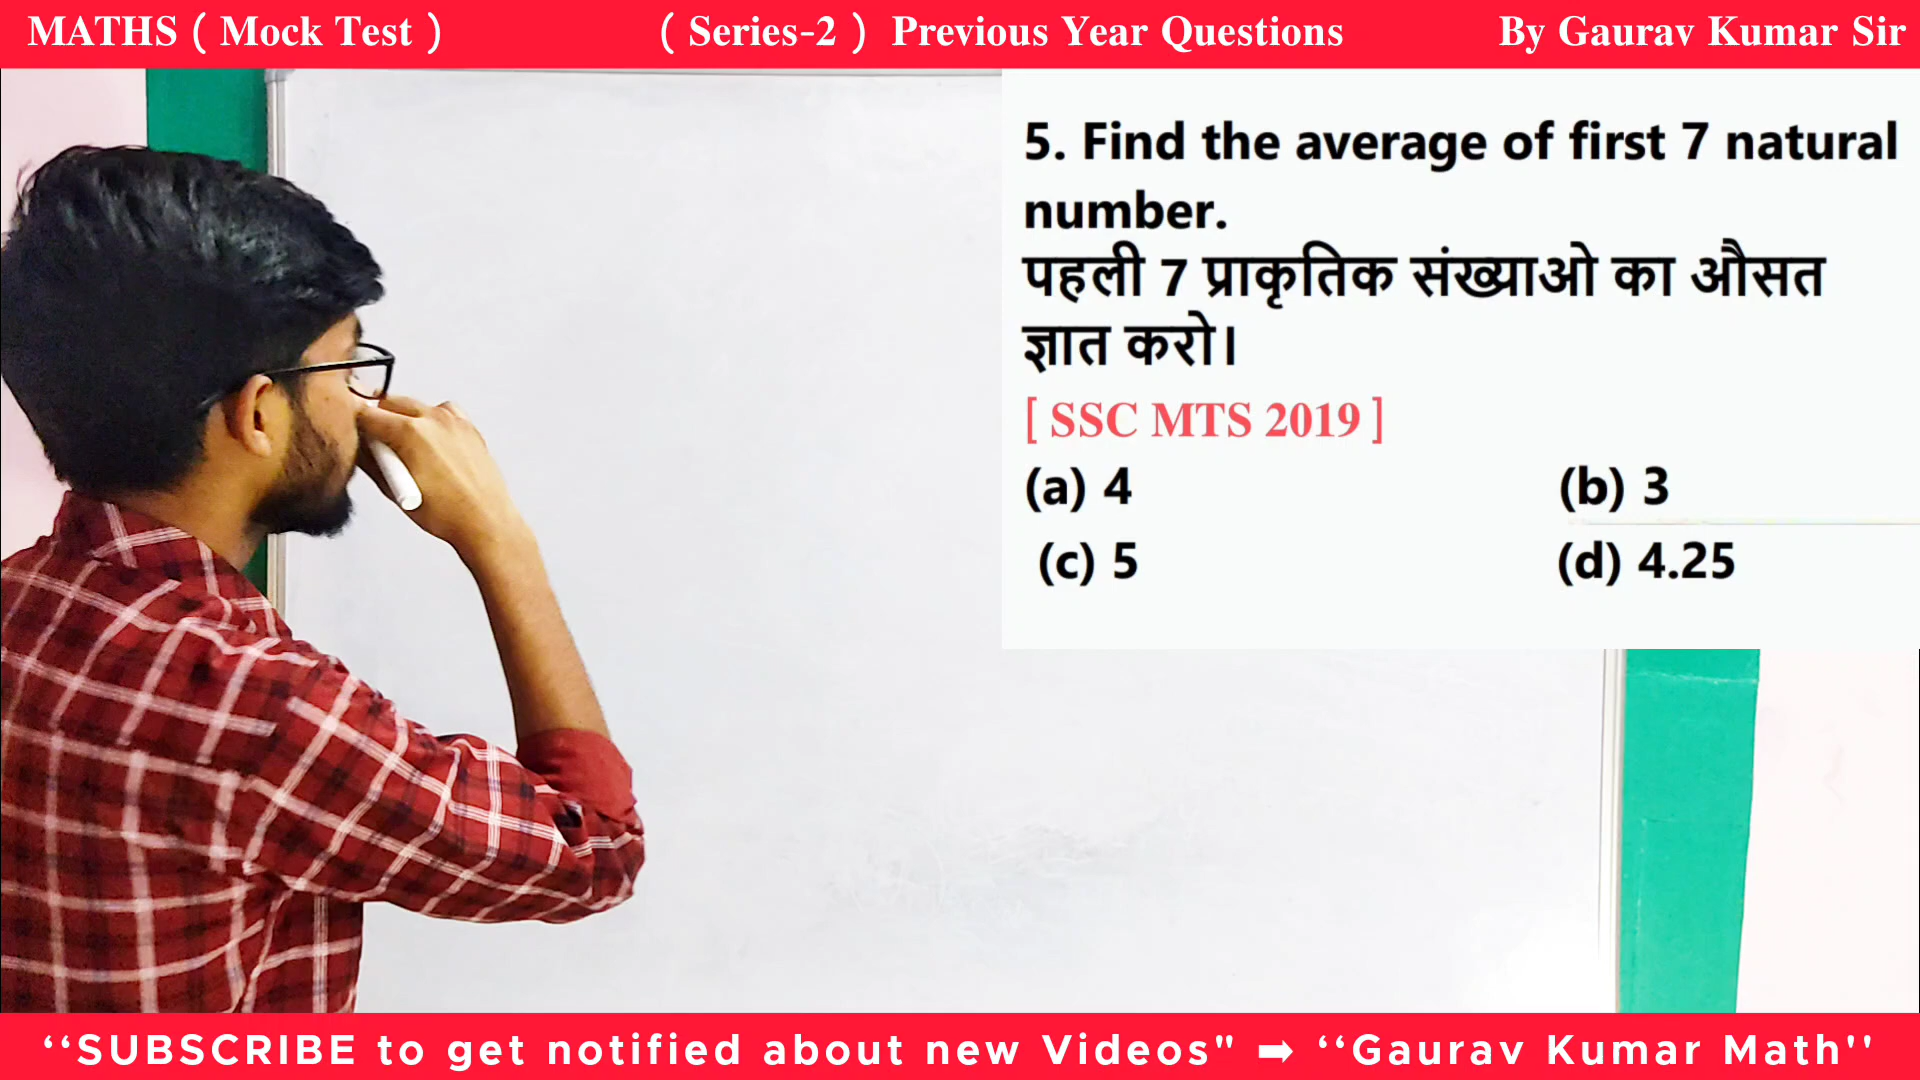 MATHS ( Mock Test ) ( Series-2 ) Previous Year Questions By Gaurav Kumar Sir
5. Find the average of first 7 natural
number.
पहली 7 प्राकृतिक संख्याओ का औसत
ज्ञात करो।
[ SSC MTS 2019 ]
(a) 4 (b) 3
(c) 5 (d) 4.25
‘‘SUBSCRIBE to get notified about new Videos" ➡ ‘‘Gaurav Kumar Math''